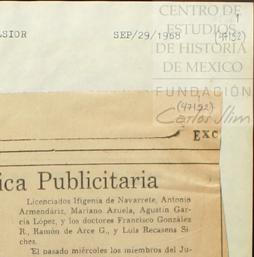 CENTRO DE
ESTUDIOS
DE HISTORIA
DE MEXICO
FUNDACIÓN
Carlos Slim
LSIOR SEP/29/1968 (47152)
(47152)
EXC
ica Publicitaria
Licenciados Ifigenia de Navarrete, Antonio
Armendáriz, Mariano Azuela, Agustín Gar-
cía López, y los doctores Francisco González
R., Ramón de Arce G., y Luis Recasens Si-
ches.
El pasado miércoles los miembros del Ju-